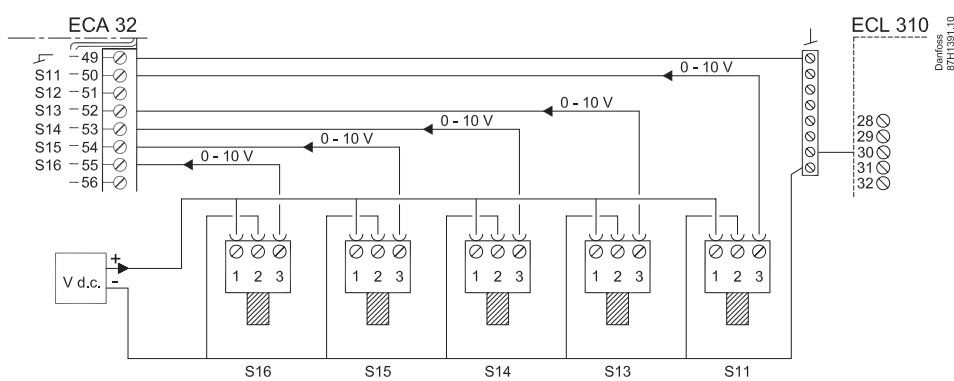 ECA 32
ECL 310
Danfoss
87H1391.10
49
S11 50
S12 51
S13 52
S14 53
S15 54
S16 55
56
0 - 10 V
0 - 10 V
0 - 10 V
0 - 10 V
0 - 10 V
28
29
30
31
32
V d.c.
+
-
1 2 3
1 2 3
1 2 3
1 2 3
1 2 3
S16 S15 S14 S13 S11